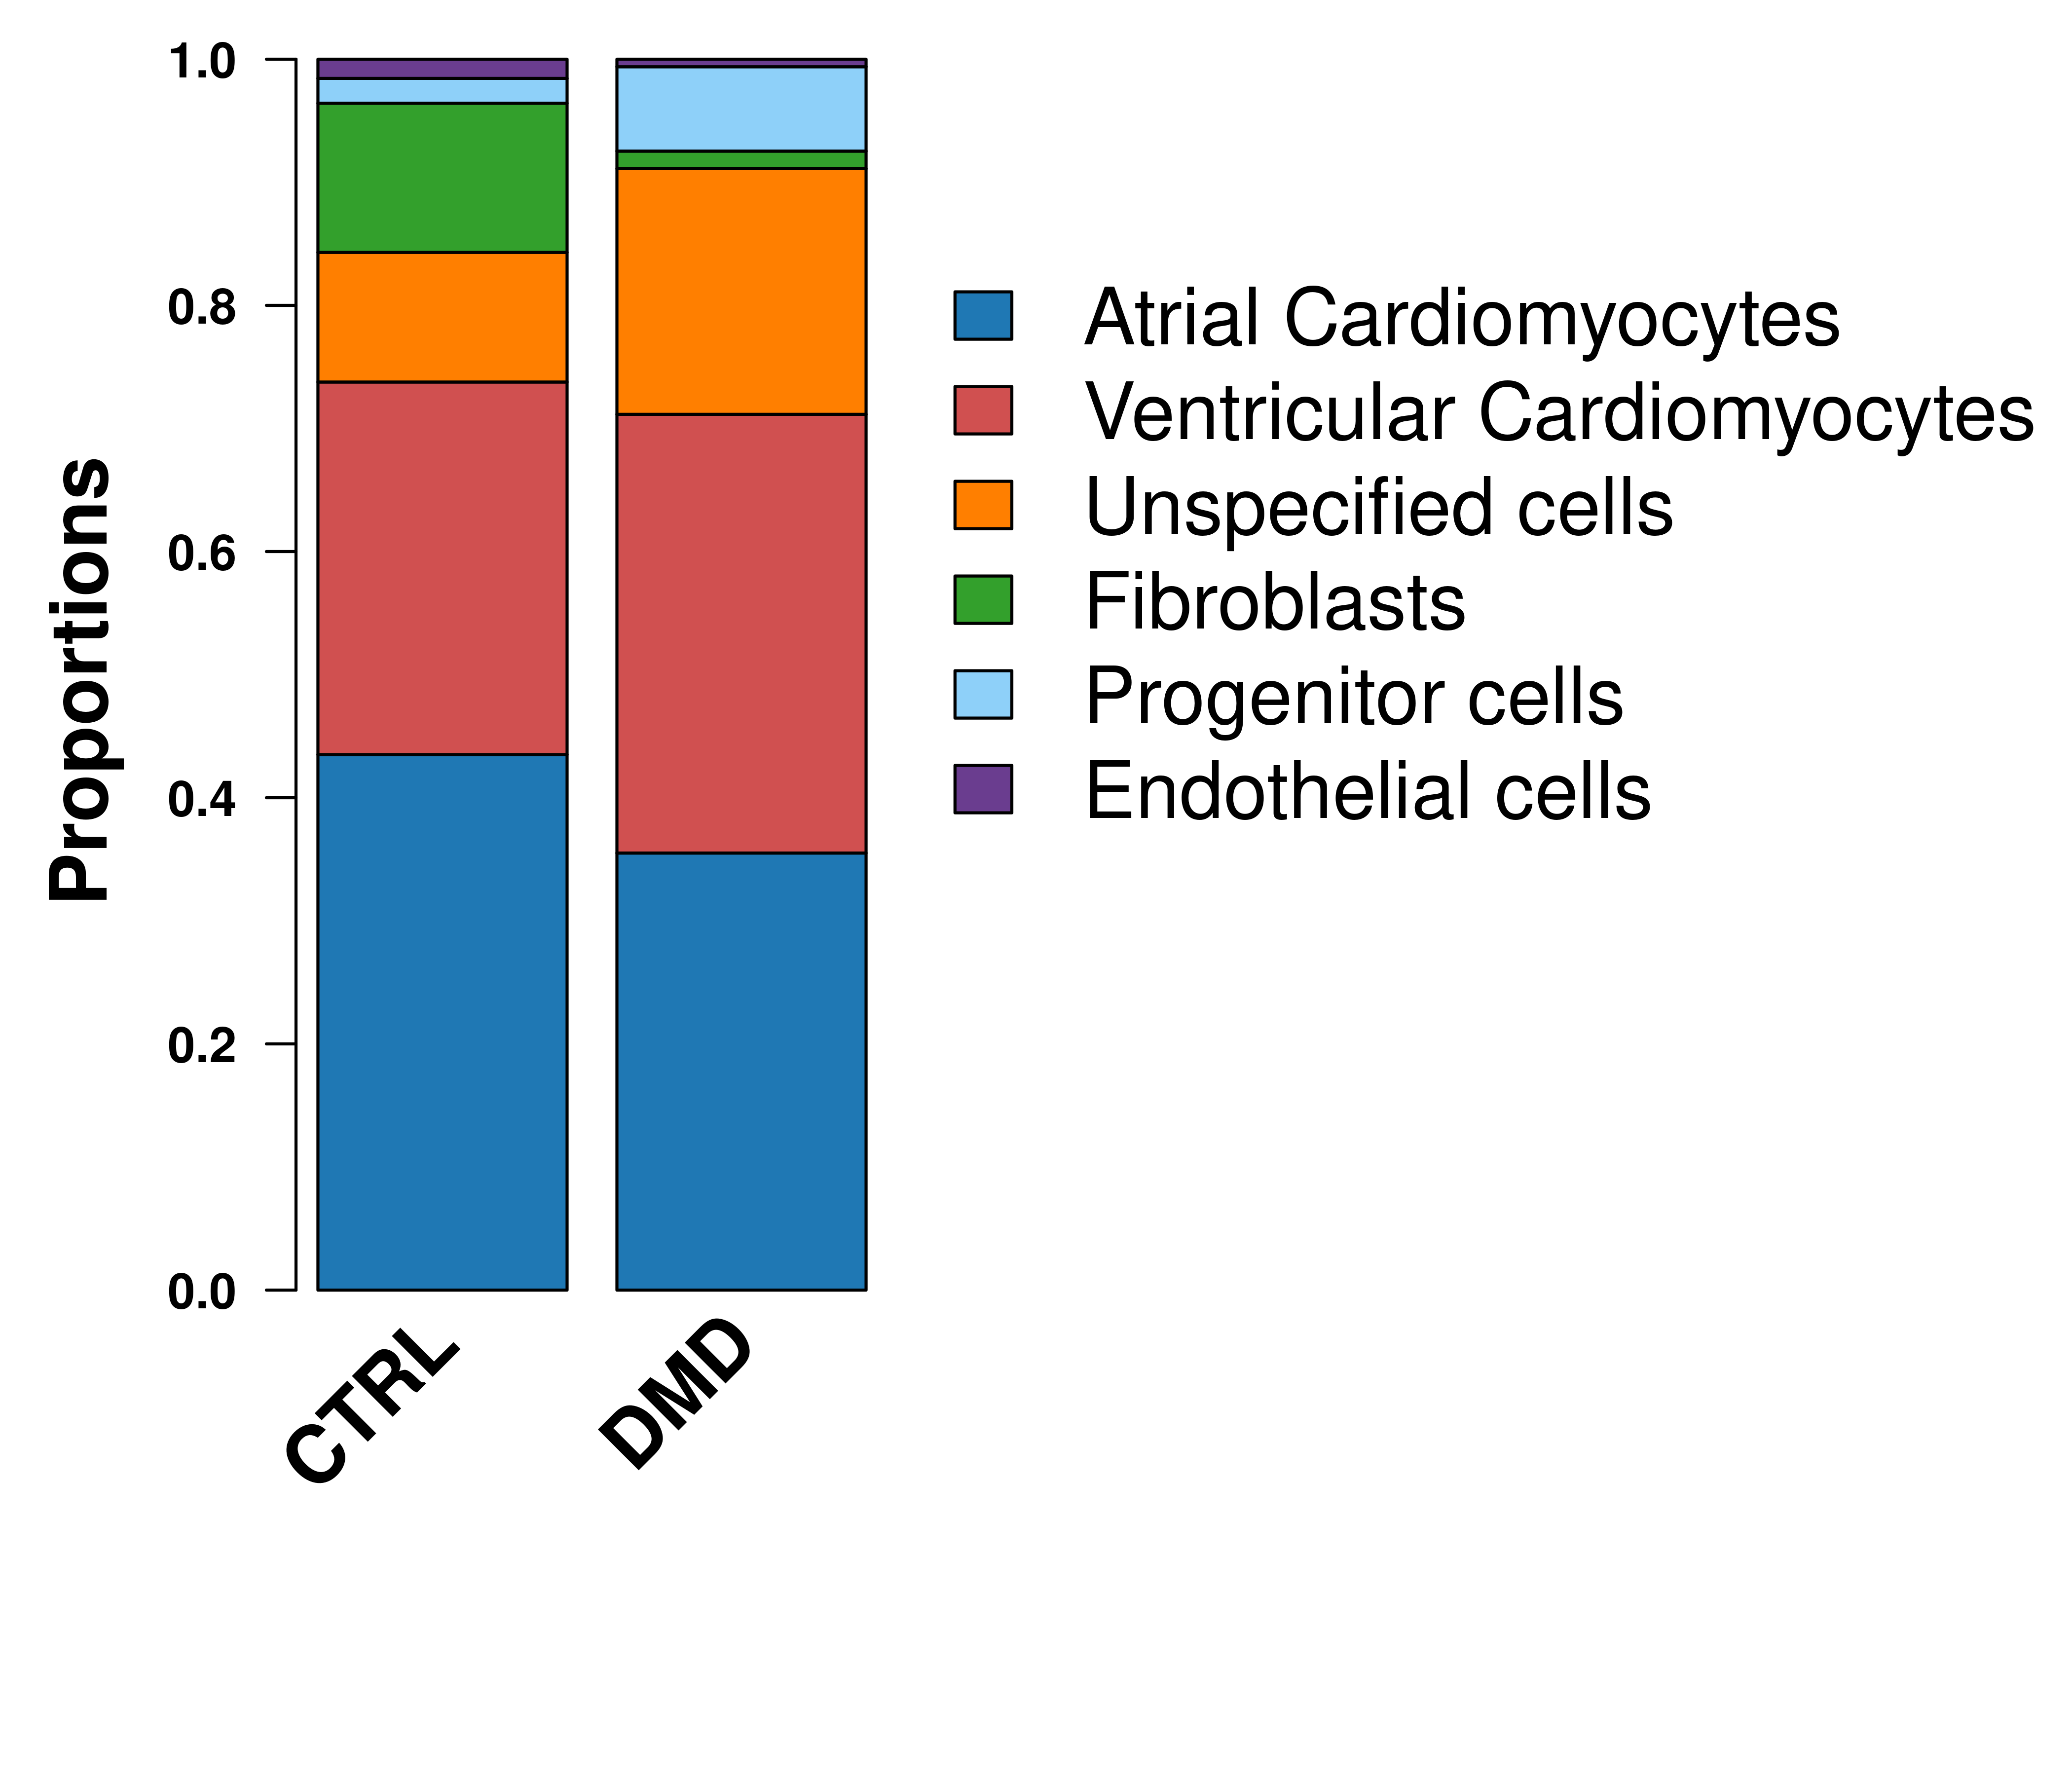 Proportions
1.0
0.8
0.6
0.4
0.2
0.0
CTRL
DMD
Atrial Cardiomyocytes
Ventricular Cardiomyocytes
Unspecified cells
Fibroblasts
Progenitor cells
Endothelial cells